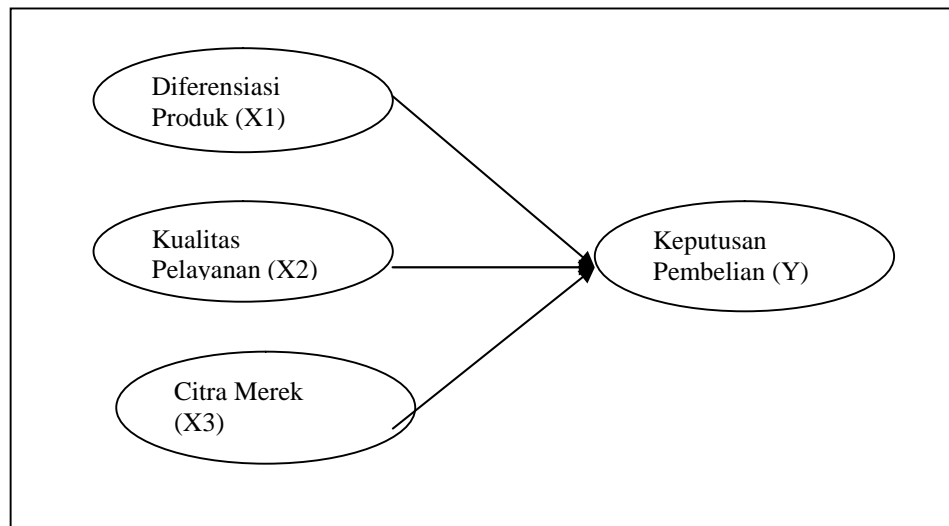 Diferensiasi
Produk (X1)
Kualitas
Pelayanan (X2)
Keputusan
Pembelian (Y)
Citra Merek
(X3)